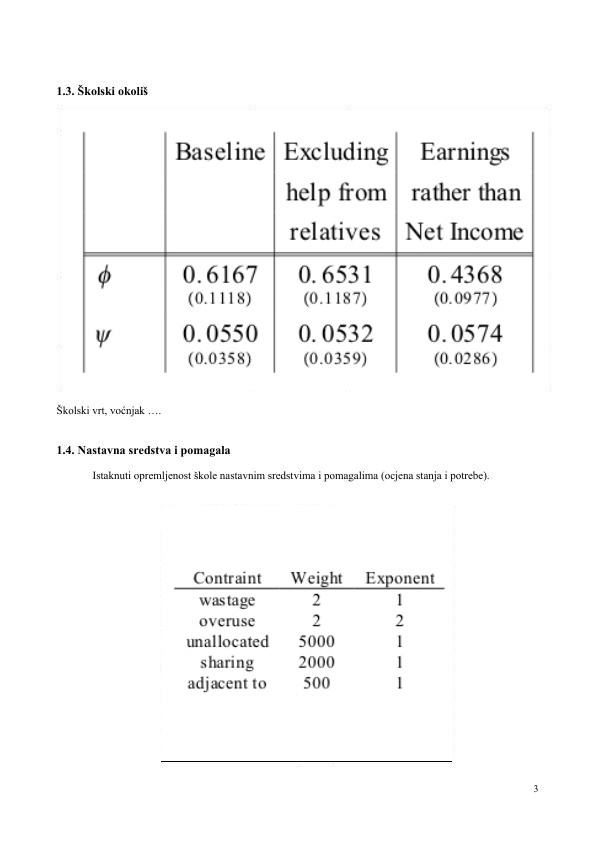 1.3. Školski okoliš
Baseline Excluding help from relatives Earnings rather than Net Income
ϕ 0.6167 0.6531 0.4368
(0.1118) (0.1187) (0.0977)
ψ 0.0550 0.0532 0.0574
(0.0358) (0.0359) (0.0286)
Školski vrt, voćnjak ….
1.4. Nastavna sredstva i pomagala
Istaknuti opremljenost škole nastavnim sredstvima i pomagalima (ocjena stanja i potrebe).
Contraint Weight Exponent
wastage 2 1
overuse 2 2
unallocated 5000 1
sharing 2000 1
adjacent to 500 1
3